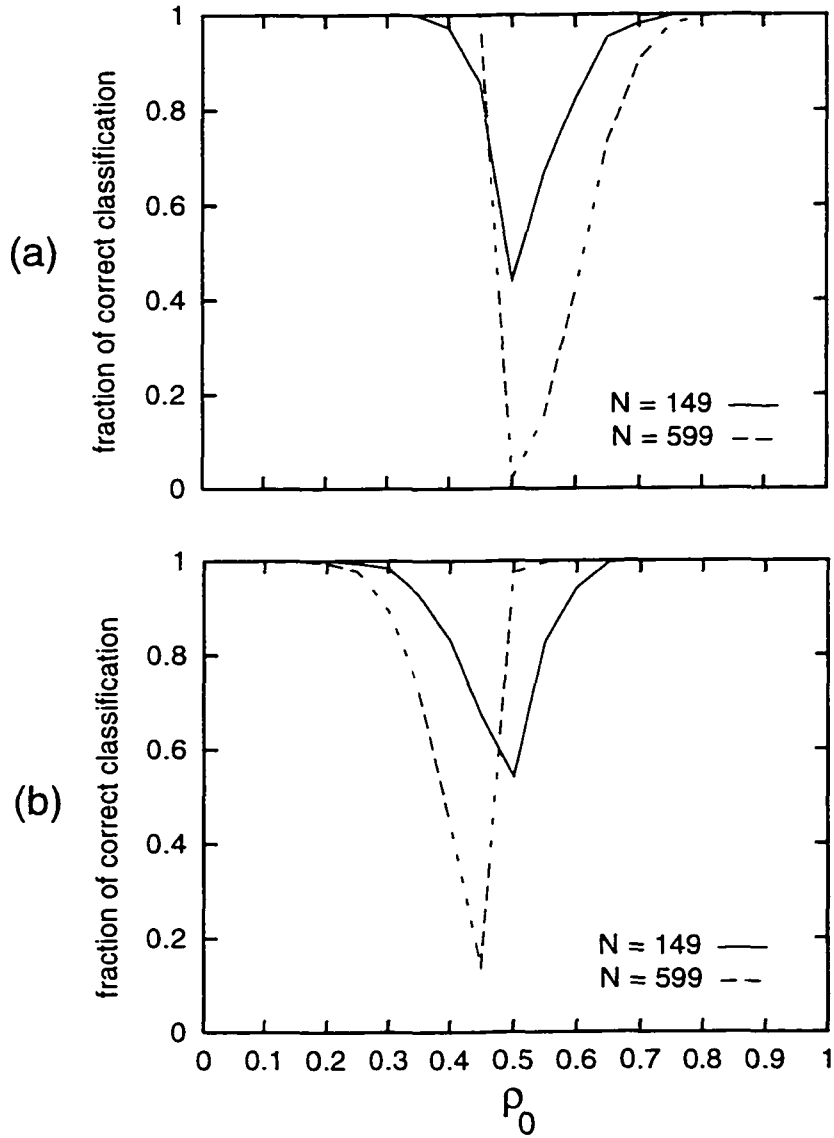 (a)
fraction of correct classification
1
0.8
0.6
0.4
0.2
0
N = 149
N = 599
(b)
fraction of correct classification
1
0.8
0.6
0.4
0.2
0
N = 149
N = 599
0 0.1 0.2 0.3 0.4 0.5 0.6 0.7 0.8 0.9 1
ρ0